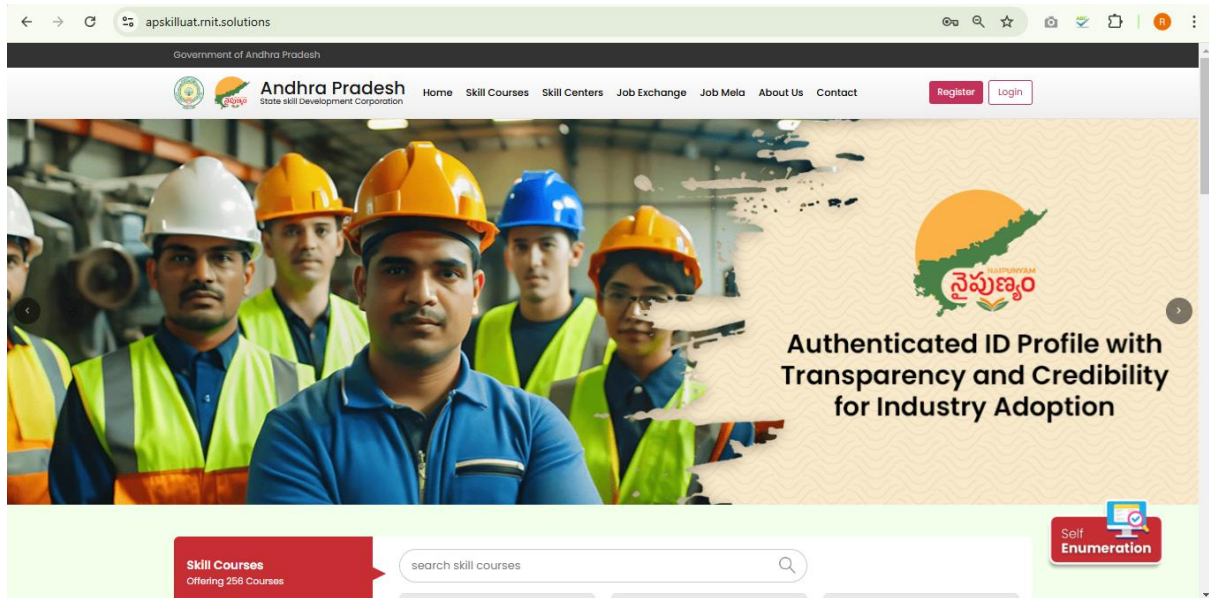 apskilluat.rnit.solutions
R
Government of Andhra Pradesh
Andhra Pradesh
State skill Development Corporation
Home Skill Courses Skill Centers Job Exchange Job Mela About Us Contact
Register Login
నైపుణ్యం
NAIPUNYAM
నైపుణ్యం
Authenticated ID Profile with
Transparency and Credibility
for Industry Adoption
Self
Enumeration
Skill Courses
Offering 256 Courses
search skill courses